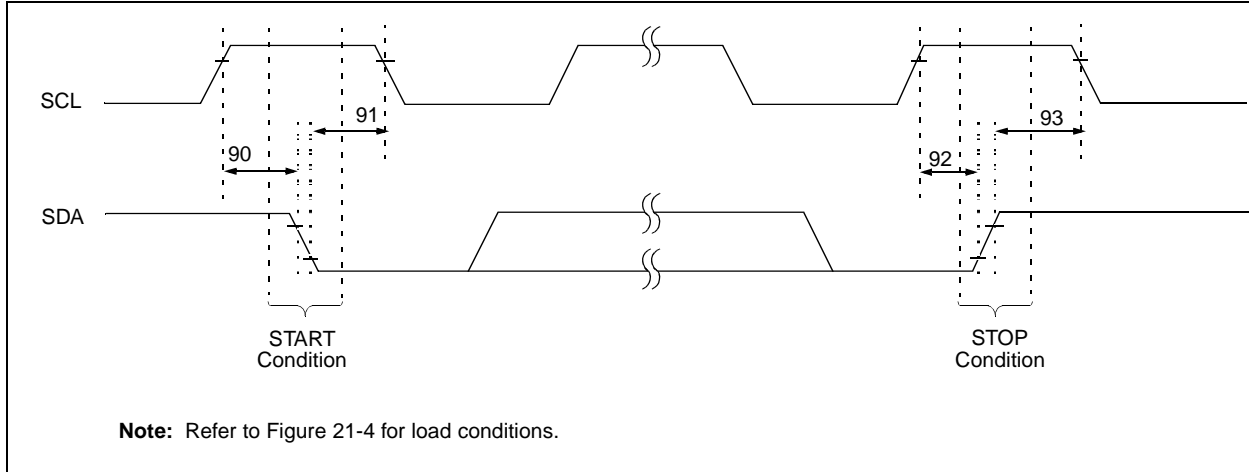 SCL
91
93
90
92
SDA
START
Condition
STOP
Condition
Note: Refer to Figure 21-4 for load conditions.